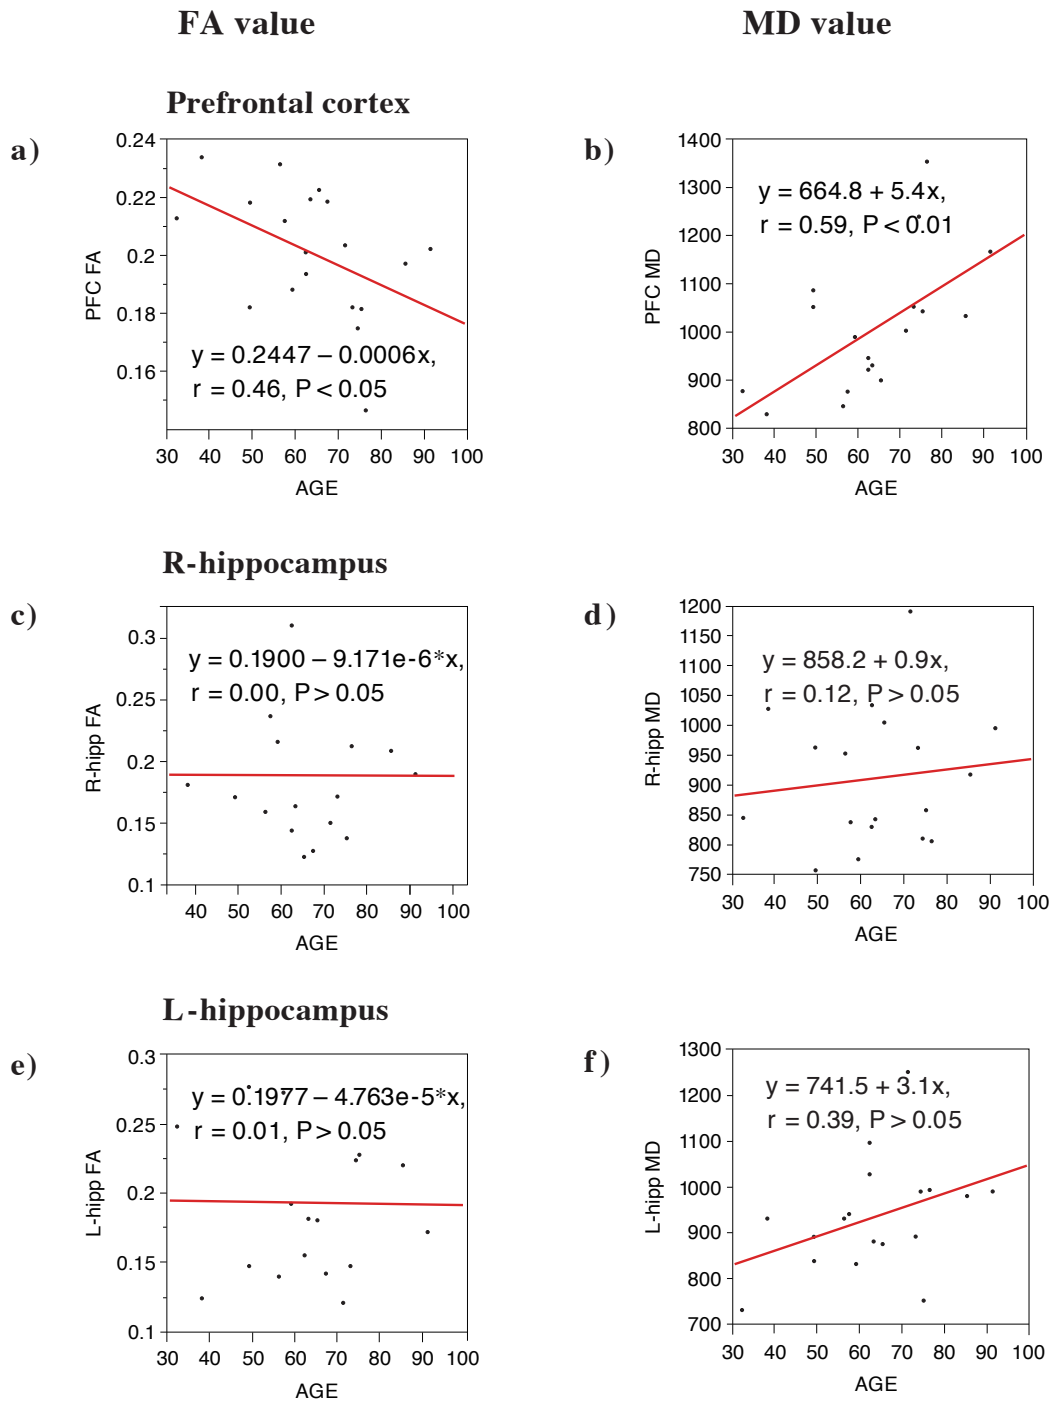 FA value
MD value
Prefrontal cortex
a)
0.24
0.22
0.2
0.18
0.16
PFC FA
y = 0.2447 – 0.0006x,
r = 0.46, P < 0.05
30 40 50 60 70 80 90 100
AGE
b)
1400
1300
1200
1100
1000
900
800
PFC MD
y = 664.8 + 5.4x,
r = 0.59, P < 0.01
30 40 50 60 70 80 90 100
AGE
R-hippocampus
c)
0.3
0.25
0.2
0.15
0.1
R-hipp FA
y = 0.1900 – 9.171e-6*x,
r = 0.00, P > 0.05
40 50 60 70 80 90 100
AGE
d)
1200
1150
1100
1050
1000
950
900
850
800
750
R-hipp MD
y = 858.2 + 0.9x,
r = 0.12, P > 0.05
30 40 50 60 70 80 90 100
AGE
L-hippocampus
e)
0.3
0.25
0.2
0.15
0.1
L-hipp FA
y = 0.1977 – 4.763e-5*x,
r = 0.01, P > 0.05
30 40 50 60 70 80 90 100
AGE
f)
1300
1200
1100
1000
900
800
700
L-hipp MD
y = 741.5 + 3.1x,
r = 0.39, P > 0.05
30 40 50 60 70 80 90 100
AGE